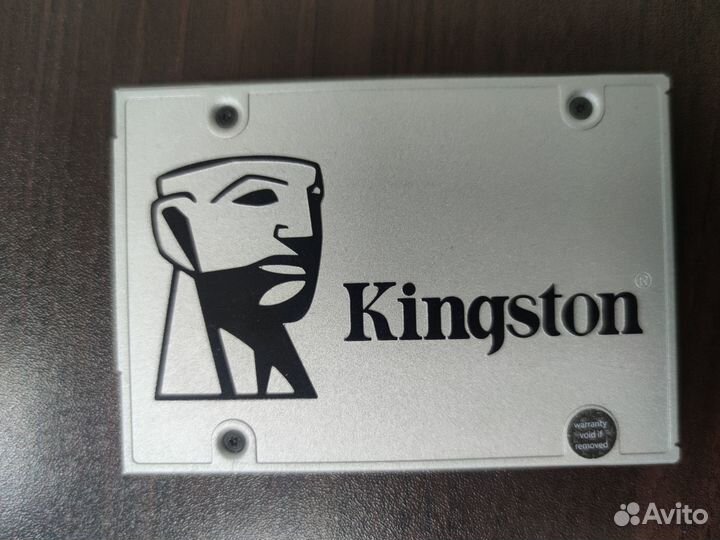 Kingston®
warranty
void if
removed
Avito